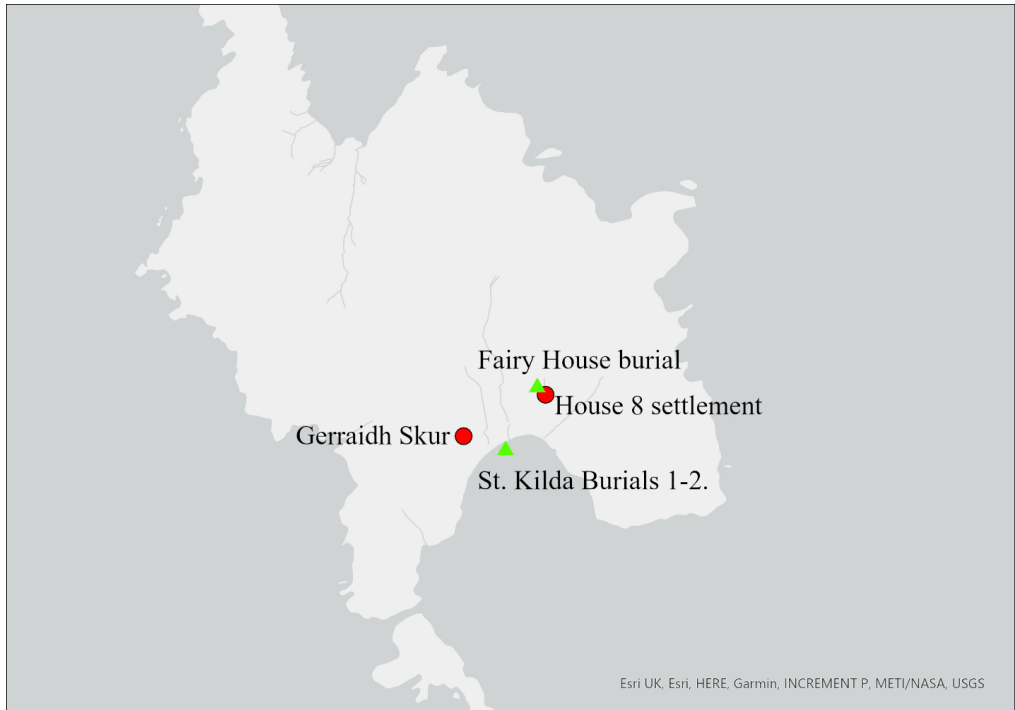 Fairy House burial
House 8 settlement
Gerraidh Skur
St. Kilda Burials 1-2.
Esri UK, Esri, HERE, Garmin, INCREMENT P, METI/NASA, USGS